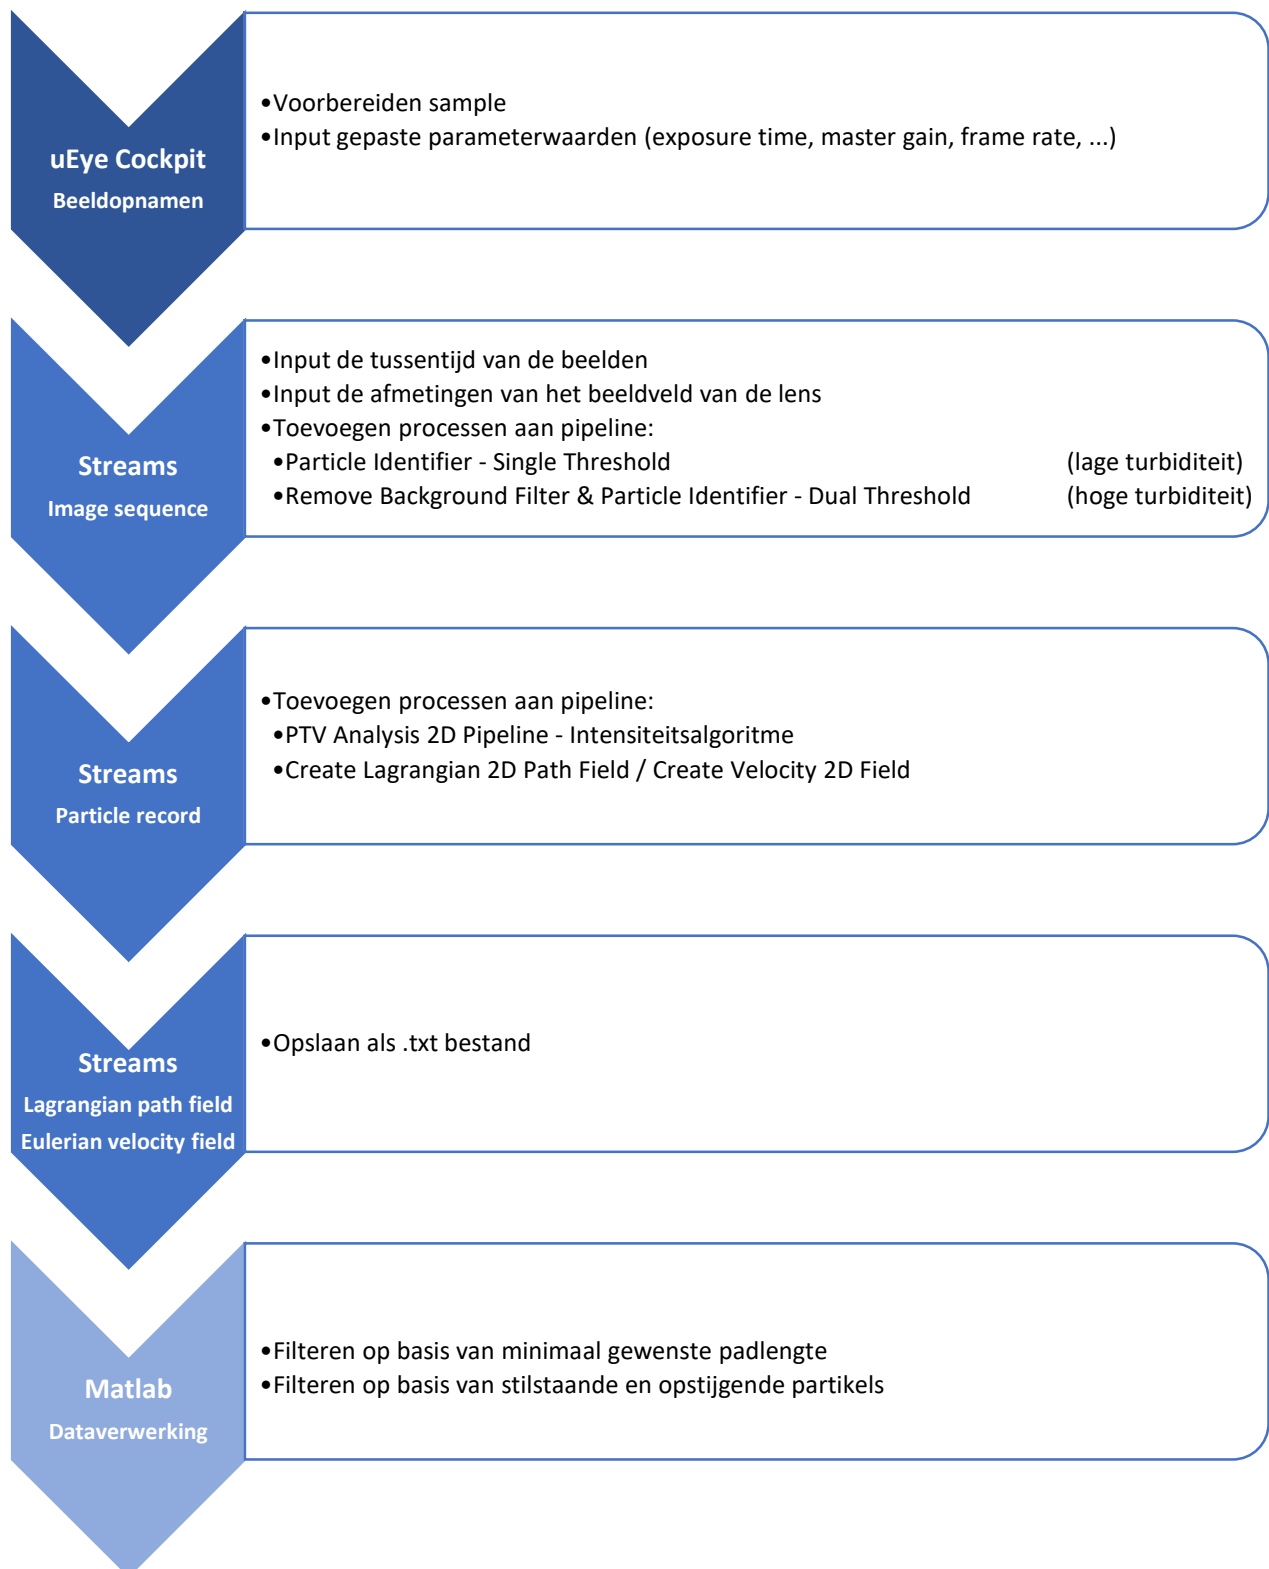 uEye Cockpit
Beeldopnamen
•Voorbereiden sample
•Input gepaste parameterwaarden (exposure time, master gain, frame rate, ...)
Streams
Image sequence
•Input de tussentijd van de beelden
•Input de afmetingen van het beeldveld van de lens
•Toevoegen processen aan pipeline:
•Particle Identifier - Single Threshold (lage turbiditeit)
•Remove Background Filter & Particle Identifier - Dual Threshold (hoge turbiditeit)
Streams
Particle record
•Toevoegen processen aan pipeline:
•PTV Analysis 2D Pipeline - Intensiteitsalgoritme
•Create Lagrangian 2D Path Field / Create Velocity 2D Field
Streams
Lagrangian path field
Eulerian velocity field
•Opslaan als .txt bestand
Matlab
Dataverwerking
•Filteren op basis van minimaal gewenste padlengte
•Filteren op basis van stilstaande en opstijgende partikels